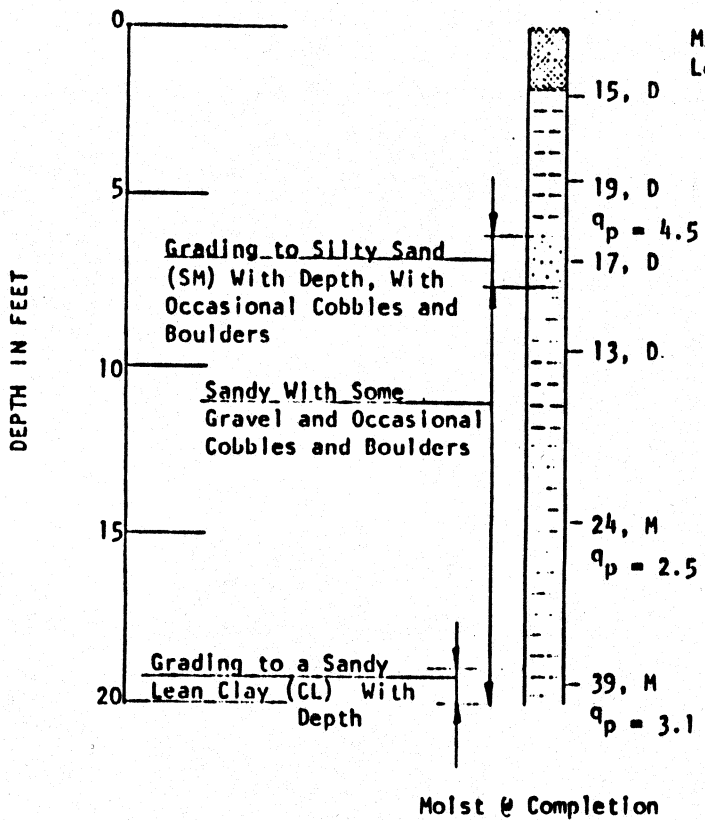 0
M
L
15, D
5
19, D
qp = 4.5
Grading to Silty Sand
(SM) With Depth, With
Occasional Cobbles and
Boulders
17, D
DEPTH IN FEET
10
13, D
Sandy With Some
Gravel and Occasional
Cobbles and Boulders
15
24, M
qp = 2.5
Grading to a Sandy
Lean Clay (CL) With
Depth
20
39, M
qp = 3.1
Moist @ Completion